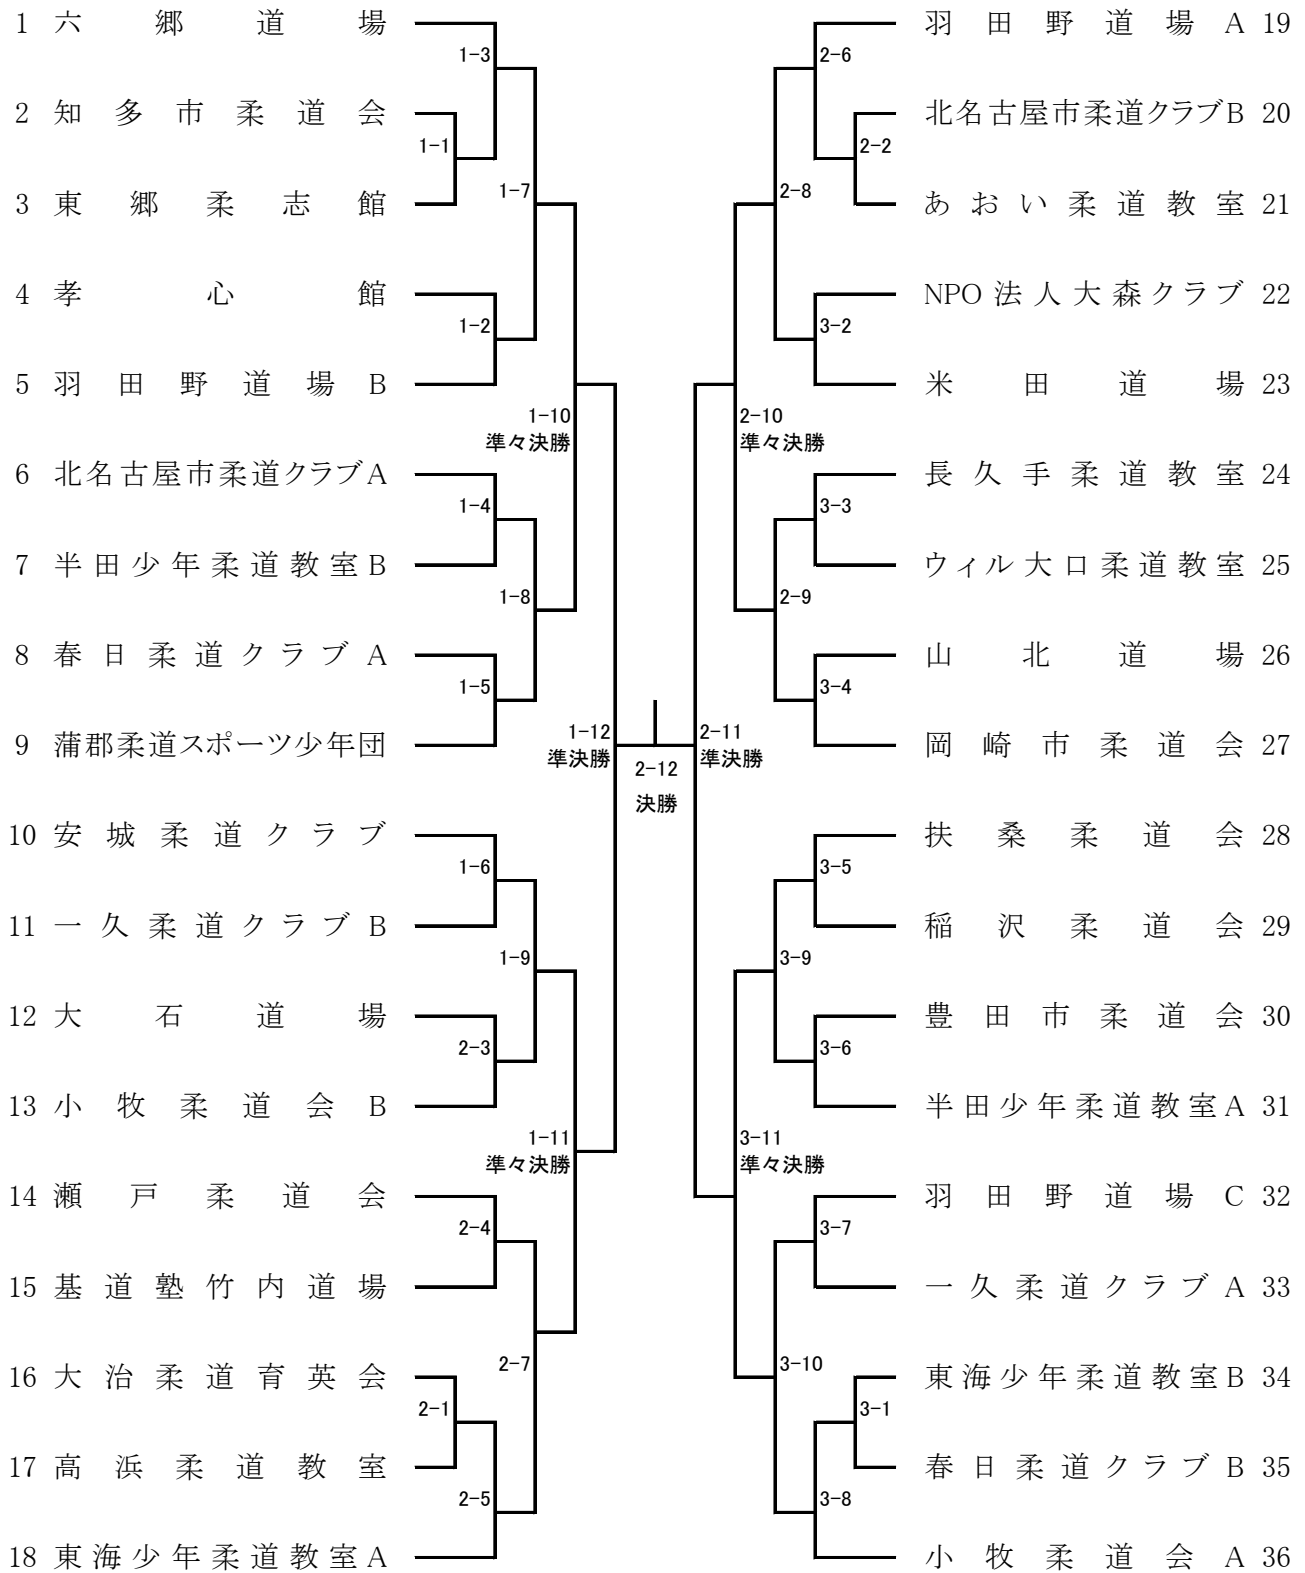 1 六郷道場
1-3
2 知多市柔道会
1-1
3 東郷柔志館
1-7
4 孝心館
1-2
5 羽田野道場B
1-10
準々決勝
6 北名古屋市柔道クラブA
1-4
7 半田少年柔道教室B
1-8
8 春日柔道クラブA
1-5
9 蒲郡柔道スポーツ少年団
1-12
準決勝
10 安城柔道クラブ
1-6
11 一久柔道クラブB
1-9
12 大石道場
2-3
13 小牧柔道会B
1-11
準々決勝
14 瀬戸柔道会
2-4
15 基道塾竹内道場
2-7
16 大治柔道育英会
2-1
17 高浜柔道教室
2-5
18 東海少年柔道教室A
2-12
決勝
羽田野道場A 19
2-6
北名古屋市柔道クラブB 20
2-2
あおい柔道教室 21
2-8
NPO法人大森クラブ 22
3-2
米田道場 23
2-10
準々決勝
長久手柔道教室 24
3-3
ウィル大口柔道教室 25
2-9
山北道場 26
3-4
岡崎市柔道会 27
2-11
準決勝
扶桑柔道会 28
3-5
稲沢柔道会 29
3-9
豊田市柔道会 30
3-6
半田少年柔道教室A 31
3-11
準々決勝
羽田野道場C 32
3-7
一久柔道クラブA 33
3-10
東海少年柔道教室B 34
3-1
春日柔道クラブB 35
3-8
小牧柔道会A 36